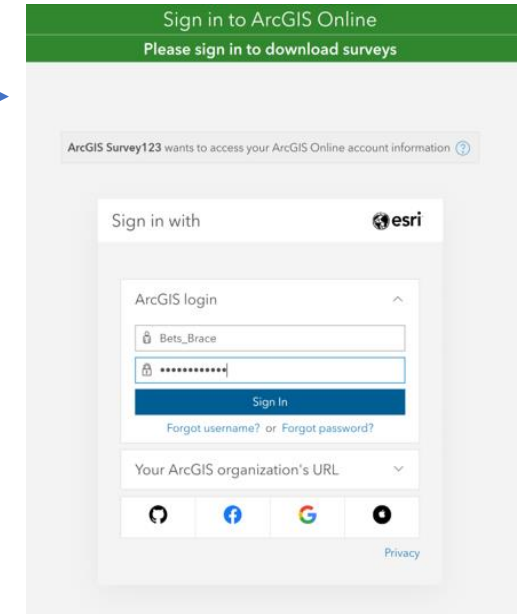 Sign in to ArcGIS Online
Please sign in to download surveys
ArcGIS Survey123 wants to access your ArcGIS Online account information ?
Sign in with
esri
ArcGIS login
Bets_Brace
••••••••••••
Sign In
Forgot username? or Forgot password?
Your ArcGIS organization's URL
Privacy